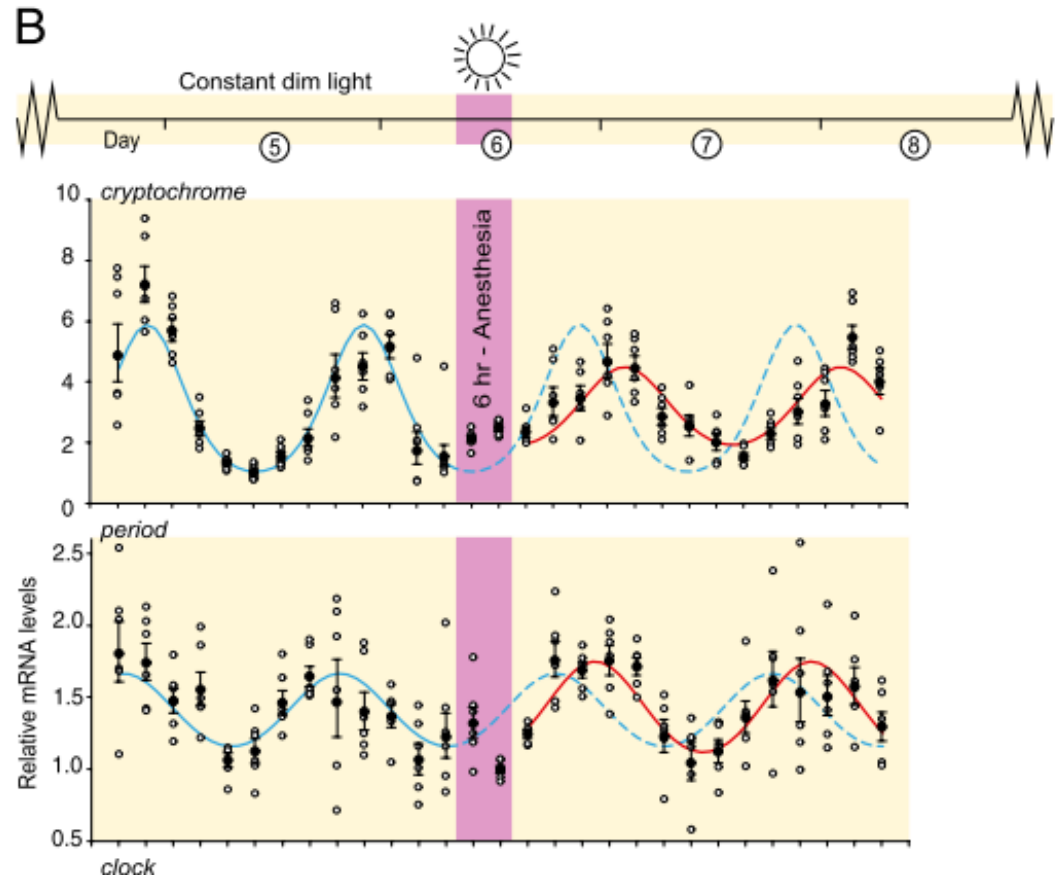 B
Constant dim light
Day
5
6
7
8
cryptochrome
10
8
6
4
2
0
6 hr - Anesthesia
period
Relative mRNA levels
2.5
2.0
1.5
1.0
0.5
clock